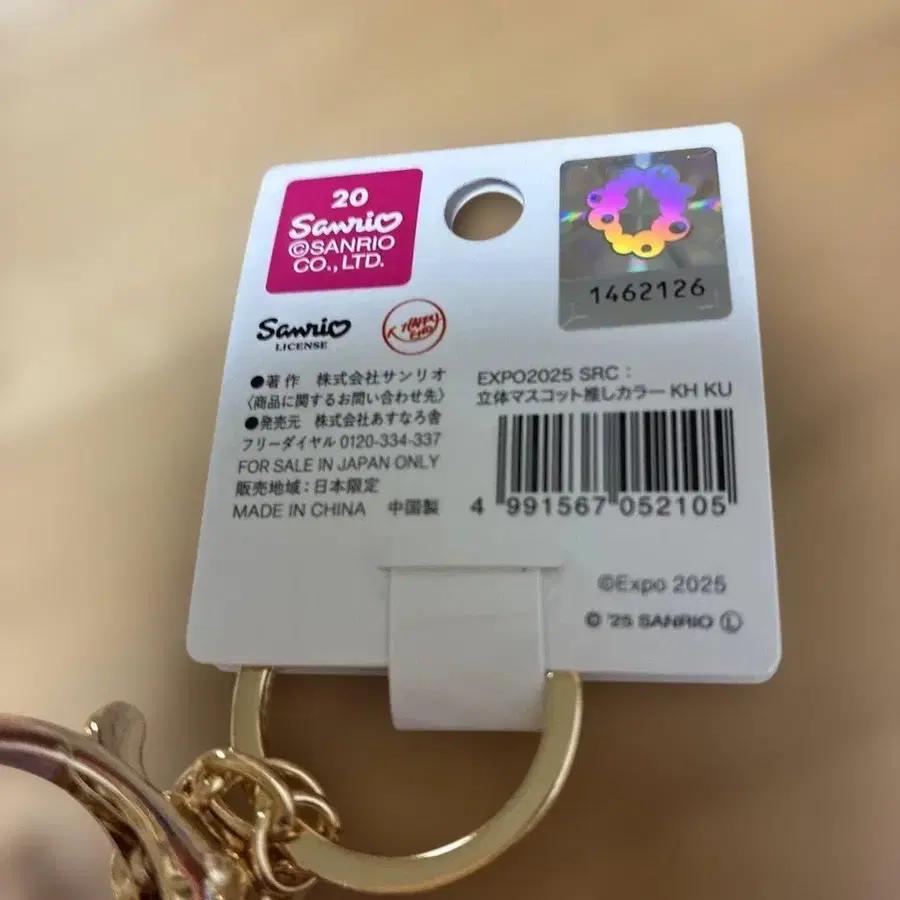 20
Sanrio
©SANRIO
CO., LTD.
1462126
Sanrio
LICENSE
HAPPY
END
●著作 株式会社サンリオ
〈商品に関するお問い合わせ先〉
●発売元 株式会社あすなろ舎
フリーダイヤル 0120-334-337
FOR SALE IN JAPAN ONLY
販売地域：日本限定
MADE IN CHINA 中国製
EXPO2025 SRC：
立体マスコット推しカラー KH KU
4 991567 052105
©Expo 2025
© '25 SANRIO Ⓛ